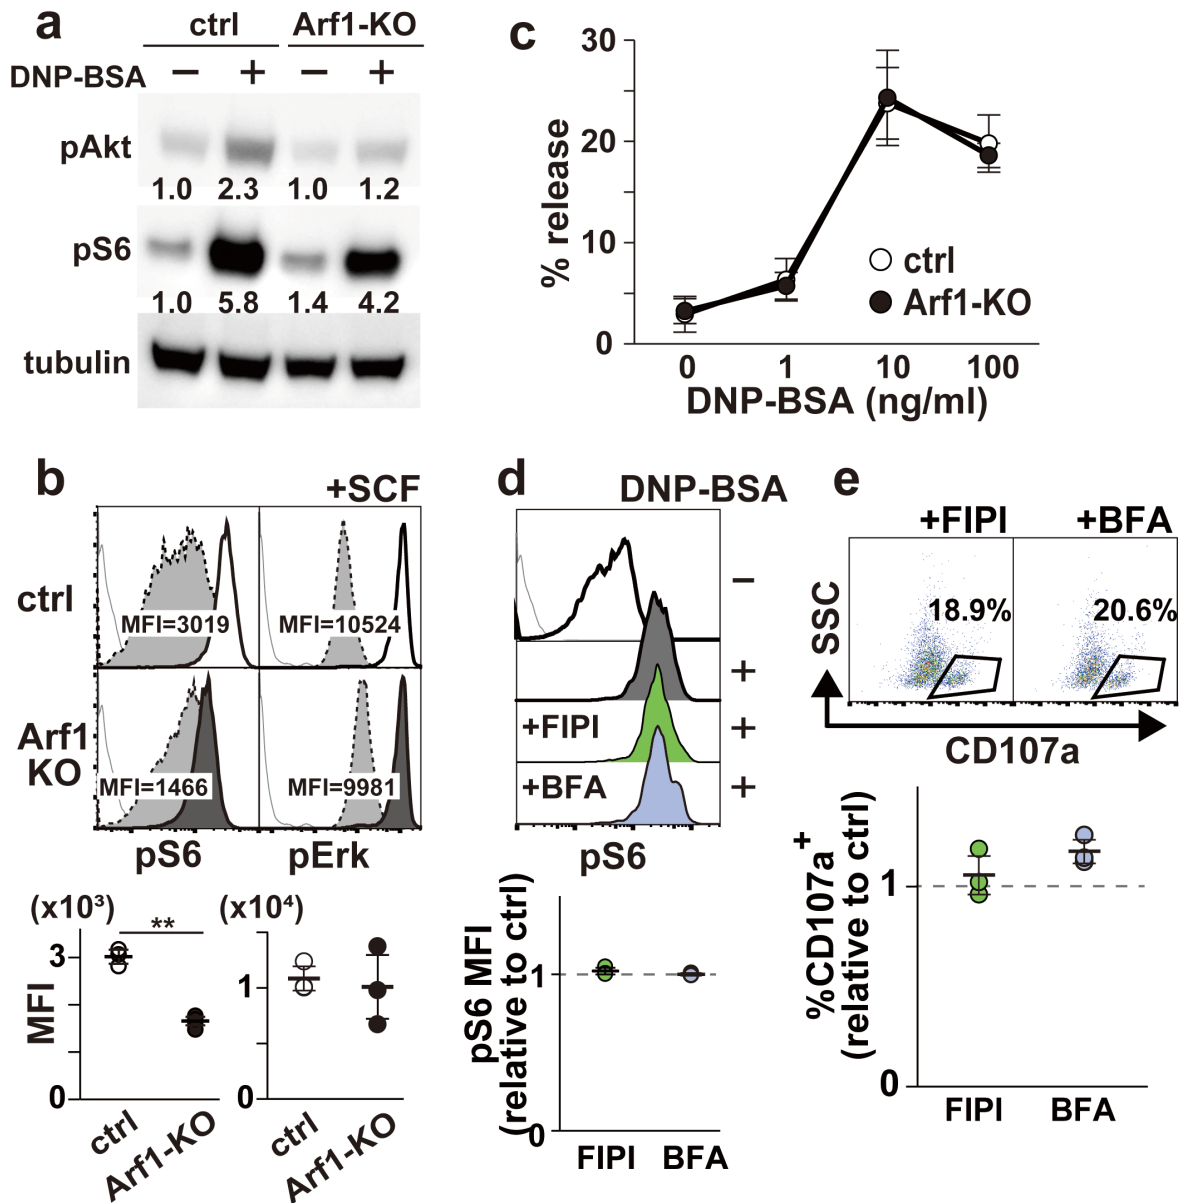 a
ctrl Arf1-KO
DNP-BSA − + − +
pAkt
1.0 2.3 1.0 1.2
pS6
1.0 5.8 1.4 4.2
tubulin
c
30
20
10
0
% release
ctrl
Arf1-KO
0 1 10 100
DNP-BSA (ng/ml)
b
+SCF
ctrl
MFI=3019 MFI=10524
Arf1
KO
MFI=1466 MFI=9981
pS6 pErk
(x10³) (x10⁴)
**
3
0
MFI
1
0
ctrl Arf1-KO ctrl Arf1-KO
d
DNP-BSA
−
+
+FIPI +
+BFA +
pS6
pS6 MFI
(relative to ctrl)
1
0
FIPI BFA
e
+FIPI +BFA
SSC
18.9% 20.6%
CD107a
%CD107a⁺
(relative to ctrl)
1
0
FIPI BFA